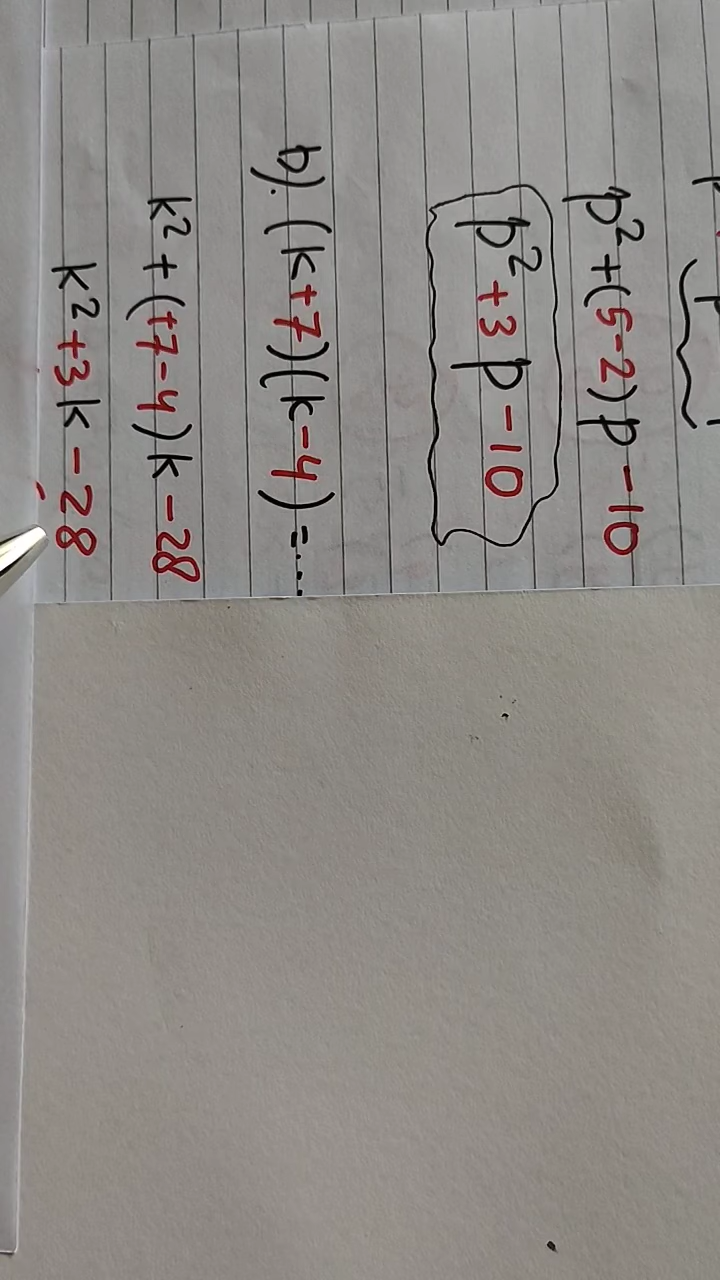 p²+(5-2)p-10
p²+3p-10
b). (k+7)(k-4)=...
k²+(+7-4)k-28
k²+3k-28